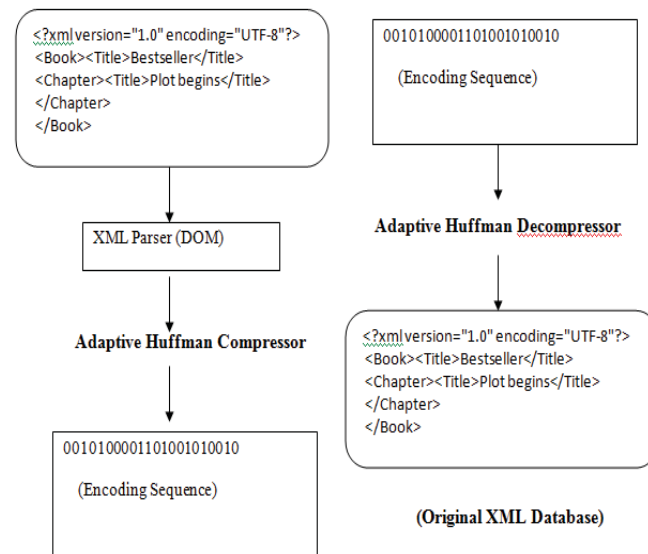 <?xml version="1.0" encoding="UTF-8"?>
<Book><Title>Bestseller</Title>
<Chapter><Title>Plot begins</Title>
</Chapter>
</Book>
XML Parser (DOM)
Adaptive Huffman Compressor
0010100001101001010010
(Encoding Sequence)
0010100001101001010010
(Encoding Sequence)
Adaptive Huffman Decompressor
<?xml version="1.0" encoding="UTF-8"?>
<Book><Title>Bestseller</Title>
<Chapter><Title>Plot begins</Title>
</Chapter>
</Book>
(Original XML Database)